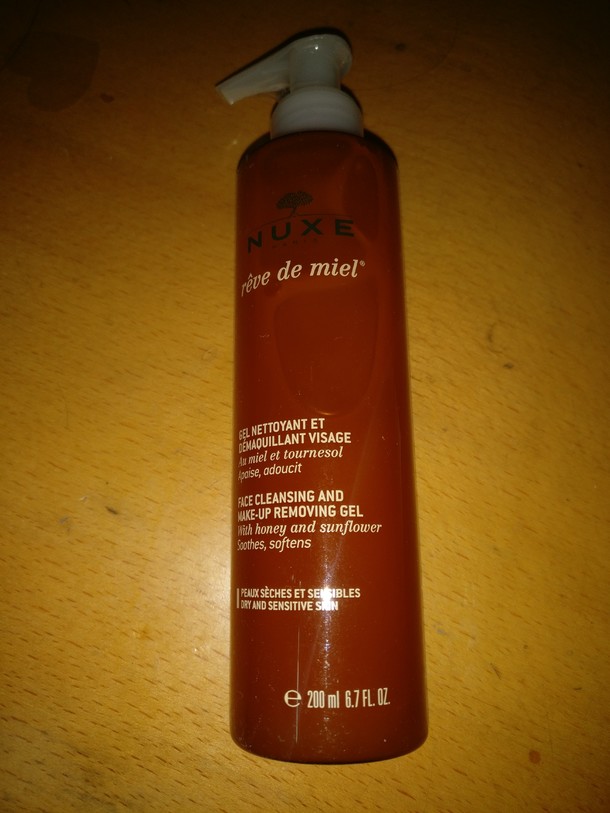 NUXE
PARIS
rêve de miel®
GEL NETTOYANT ET
DÉMAQUILLANT VISAGE
Au miel et tournesol
Apaise, adoucit
FACE CLEANSING AND
MAKE-UP REMOVING GEL
With honey and sunflower
Soothes, softens
PEAUX SÈCHES ET SENSIBLES
DRY AND SENSITIVE SKIN
℮ 200 ml 6.7 FL. OZ.